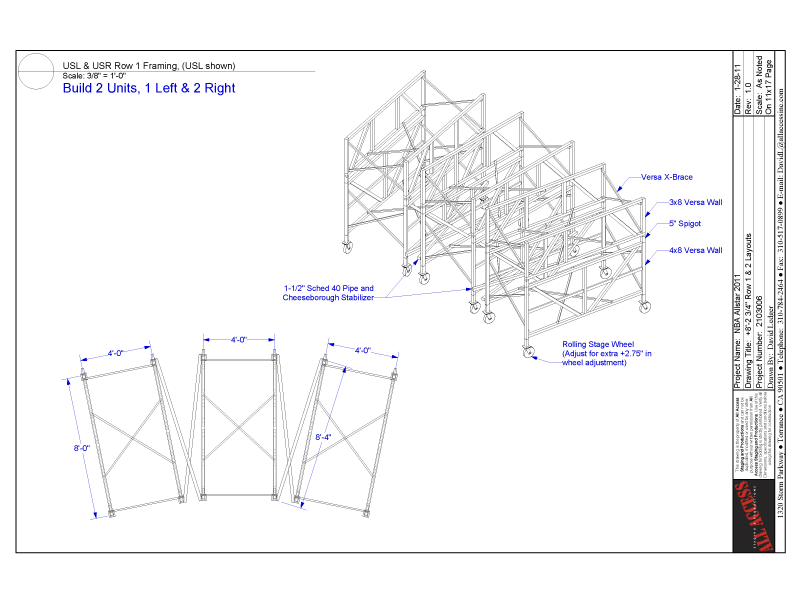 USL & USR Row 1 Framing, (USL shown)
Scale: 3/8" = 1'-0"
Build 2 Units, 1 Left & 2 Right
Versa X-Brace
3x8 Versa Wall
5" Spigot
4x8 Versa Wall
1-1/2" Sched 40 Pipe and
Cheeseborough Stabilizer
Rolling Stage Wheel
(Adjust for extra +2.75" in
wheel adjustment)
4'-0"
4'-0"
4'-0"
8'-0"
8'-4"
Date: 1-28-11
Rev: 1.0
Scale: As Noted
On 11x17 Page
Project Name: NBA Allstar 2011
Drawing Title: +8'-2 3/4" Row 1 & 2 Layouts
Project Number: 2103006
Drawn By: David Ledner
1320 Storm Parkway ● Torrance ● CA 90501 ● Telephone: 310-784-2464 ● Fax: 310-517-0899 ● E-mail: DavidL@allaccessinc.com
ALL ACCESS